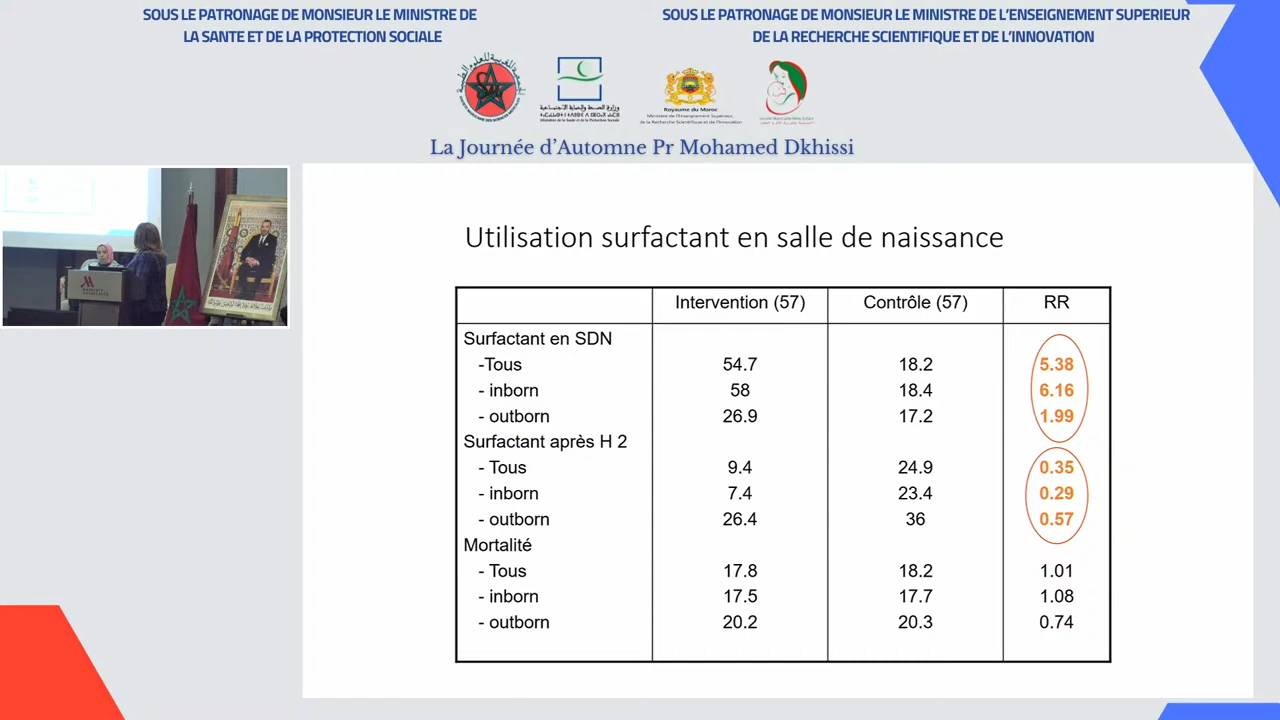 SOUS LE PATRONAGE DE MONSIEUR LE MINISTRE DE
LA SANTE ET DE LA PROTECTION SOCIALE
SOUS LE PATRONAGE DE MONSIEUR LE MINISTRE DE L'ENSEIGNEMENT SUPERIEUR
DE LA RECHERCHE SCIENTIFIQUE ET DE L'INNOVATION
Royaume du Maroc
La Journée d'Automne Pr Mohamed Dkhissi
Utilisation surfactant en salle de naissance
Intervention (57) Contrôle (57) RR
Surfactant en SDN
-Tous 54.7 18.2 5.38
- inborn 58 18.4 6.16
- outborn 26.9 17.2 1.99
Surfactant après H 2
- Tous 9.4 24.9 0.35
- inborn 7.4 23.4 0.29
- outborn 26.4 36 0.57
Mortalité
- Tous 17.8 18.2 1.01
- inborn 17.5 17.7 1.08
- outborn 20.2 20.3 0.74